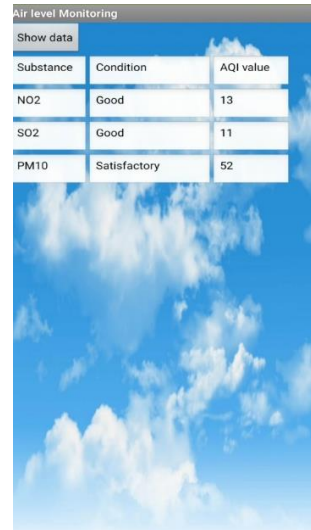 Air level Monitoring
Show data
Substance Condition AQI value
NO2 Good 13
SO2 Good 11
PM10 Satisfactory 52